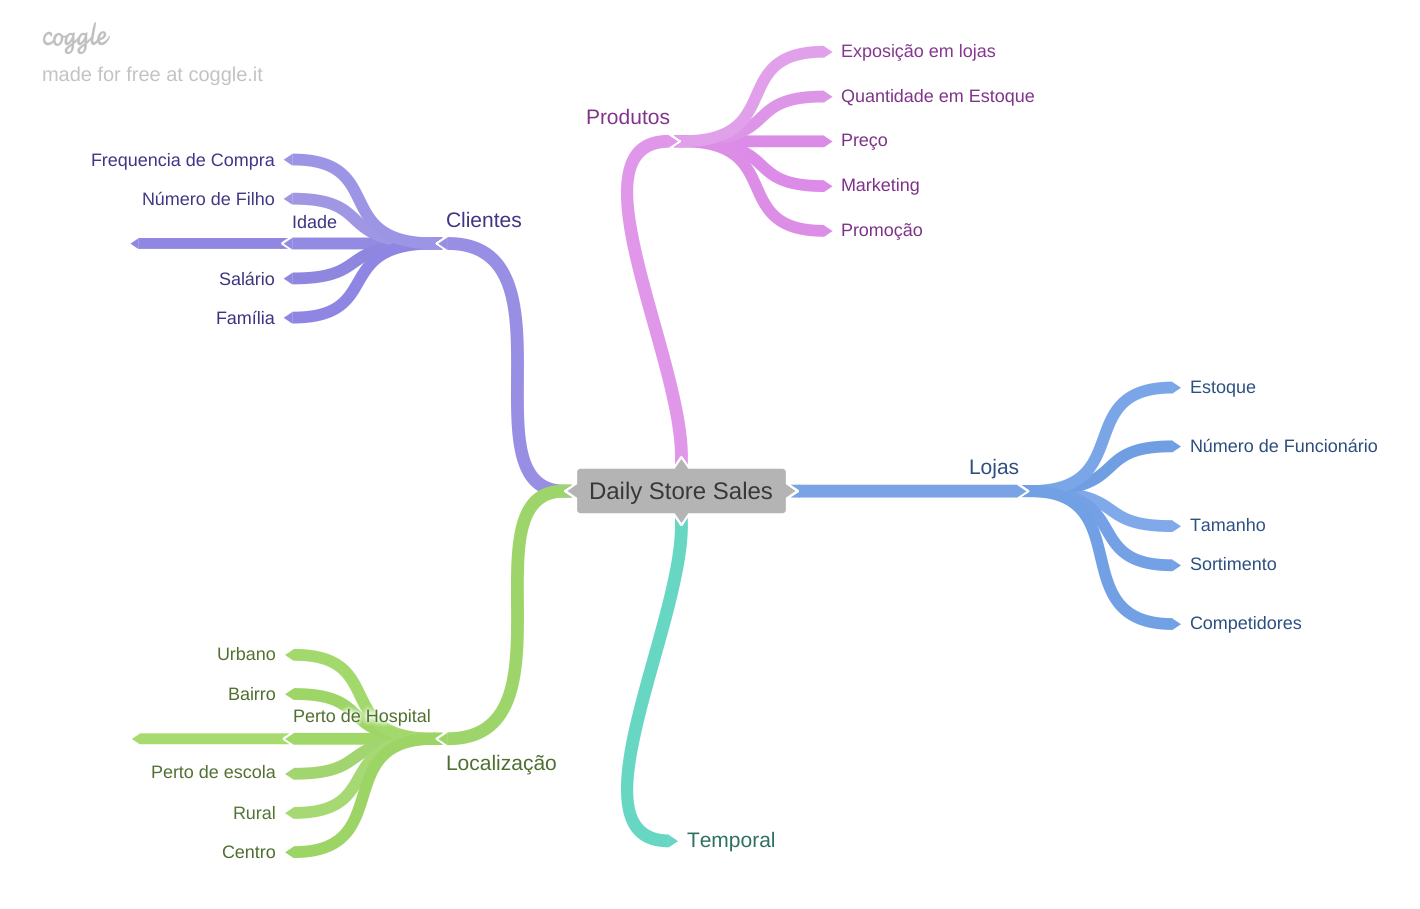 coggle
made for free at coggle.it
Produtos
Exposição em lojas
Quantidade em Estoque
Preço
Marketing
Promoção
Clientes
Frequencia de Compra
Número de Filho
Idade
Salário
Família
Daily Store Sales
Lojas
Estoque
Número de Funcionário
Tamanho
Sortimento
Competidores
Localização
Urbano
Bairro
Perto de Hospital
Perto de escola
Rural
Centro
Temporal